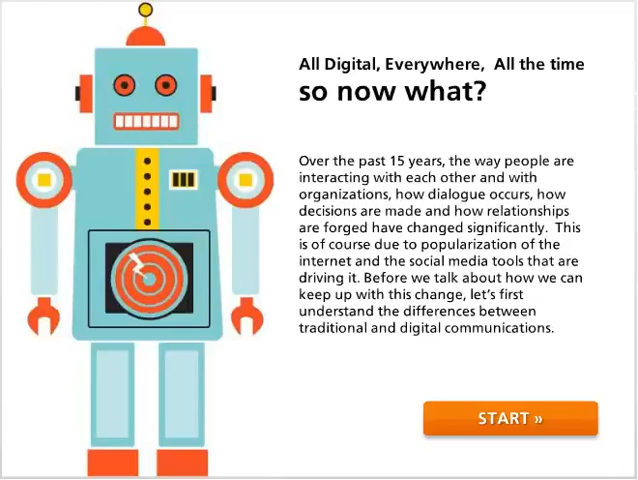 All Digital, Everywhere,  All the time
so now what?
Over the past 15 years, the way people are
interacting with each other and with
organizations, how dialogue occurs, how
decisions are made and how relationships
are forged have changed significantly.  This
is of course due to popularization of the
internet and the social media tools that are
driving it. Before we talk about how we can
keep up with this change, let’s first
understand the differences between
traditional and digital communications.
START »